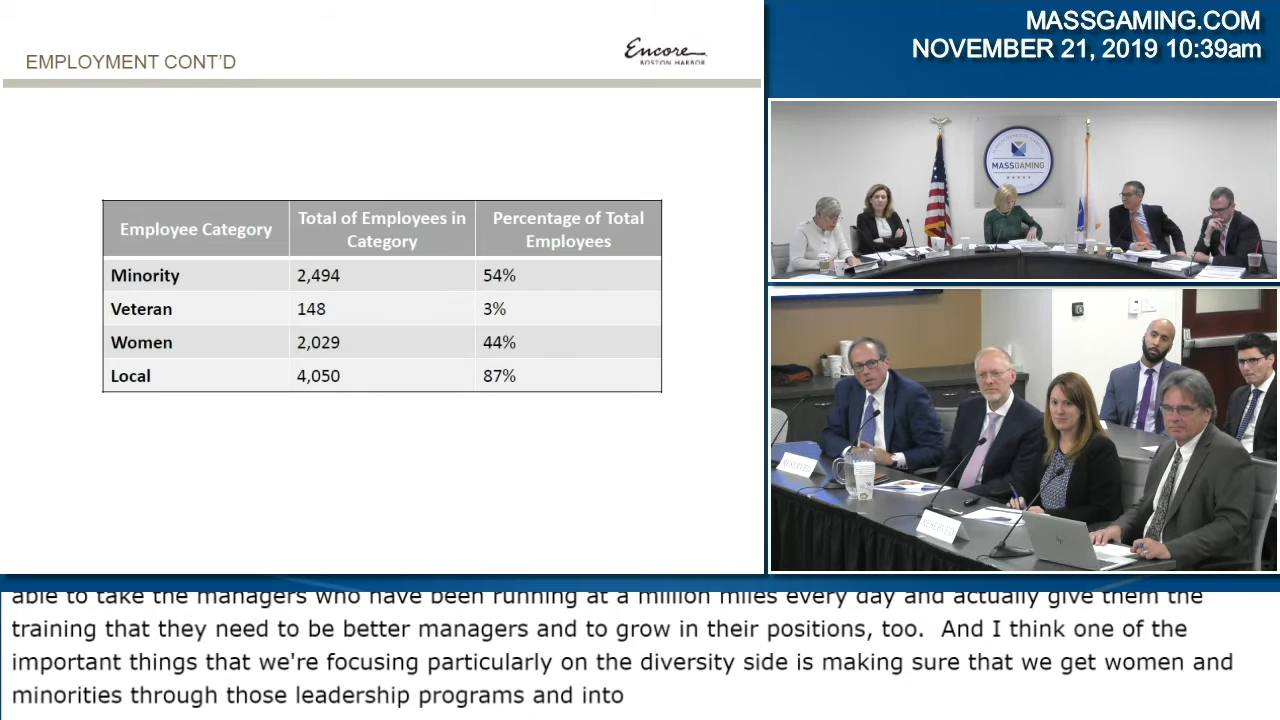 EMPLOYMENT CONT'D
Encore
BOSTON HARBOR
Employee Category
Total of Employees in
Category
Percentage of Total
Employees
Minority
2,494
54%
Veteran
148
3%
Women
2,029
44%
Local
4,050
87%
MASSGAMING.COM
NOVEMBER 21, 2019 10:39am
MASSGAMING
RESERVED
RESERVED
able to take the managers who have been running at a million miles every day and actually give them the
training that they need to be better managers and to grow in their positions, too.  And I think one of the
important things that we're focusing particularly on the diversity side is making sure that we get women and
minorities through those leadership programs and into